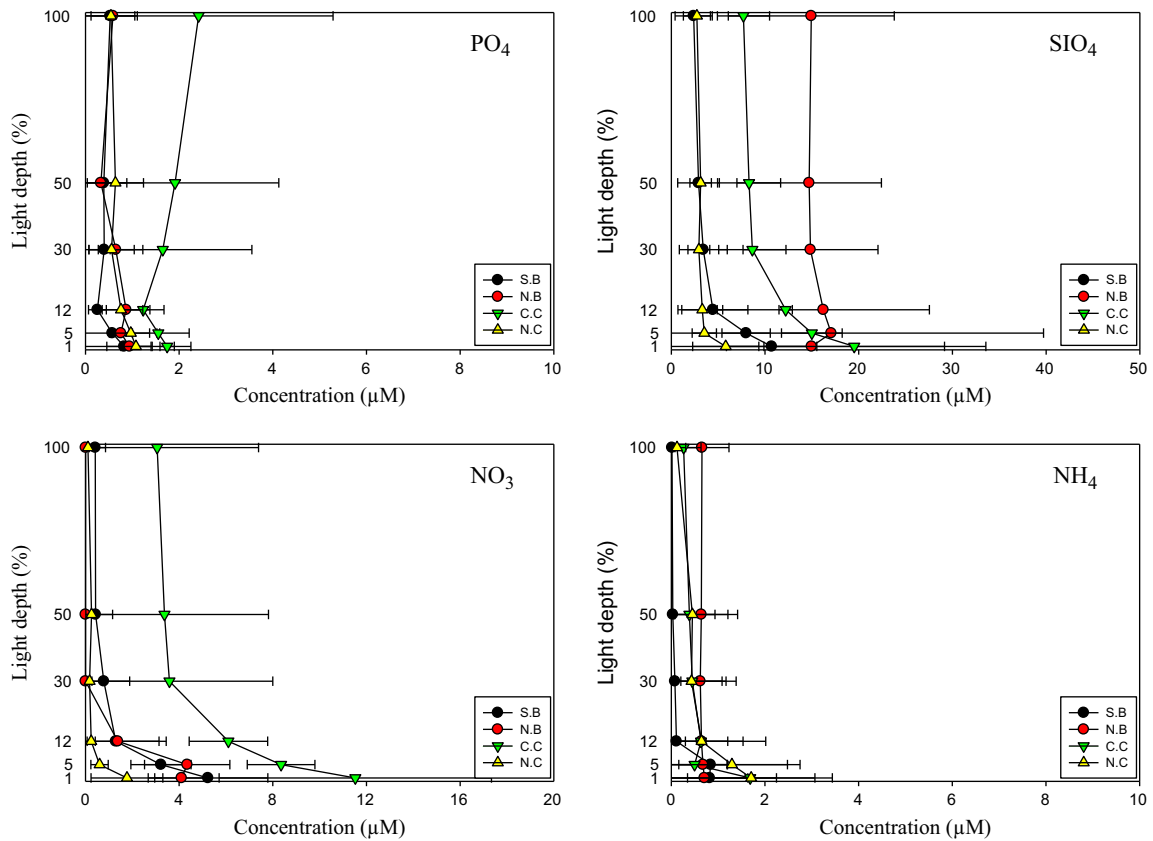 PO4
100
50
30
12
5
1
Light depth (%)
0 2 4 6 8 10
Concentration (µM)
S.B
N.B
C.C
N.C
SIO4
100
50
30
12
5
1
Light depth (%)
0 10 20 30 40 50
Concentration (µM)
S.B
N.B
C.C
N.C
NO3
100
50
30
12
5
1
Light depth (%)
0 4 8 12 16 20
Concentration (µM)
S.B
N.B
C.C
N.C
NH4
100
50
30
12
5
1
Light depth (%)
0 2 4 6 8 10
Concentration (µM)
S.B
N.B
C.C
N.C